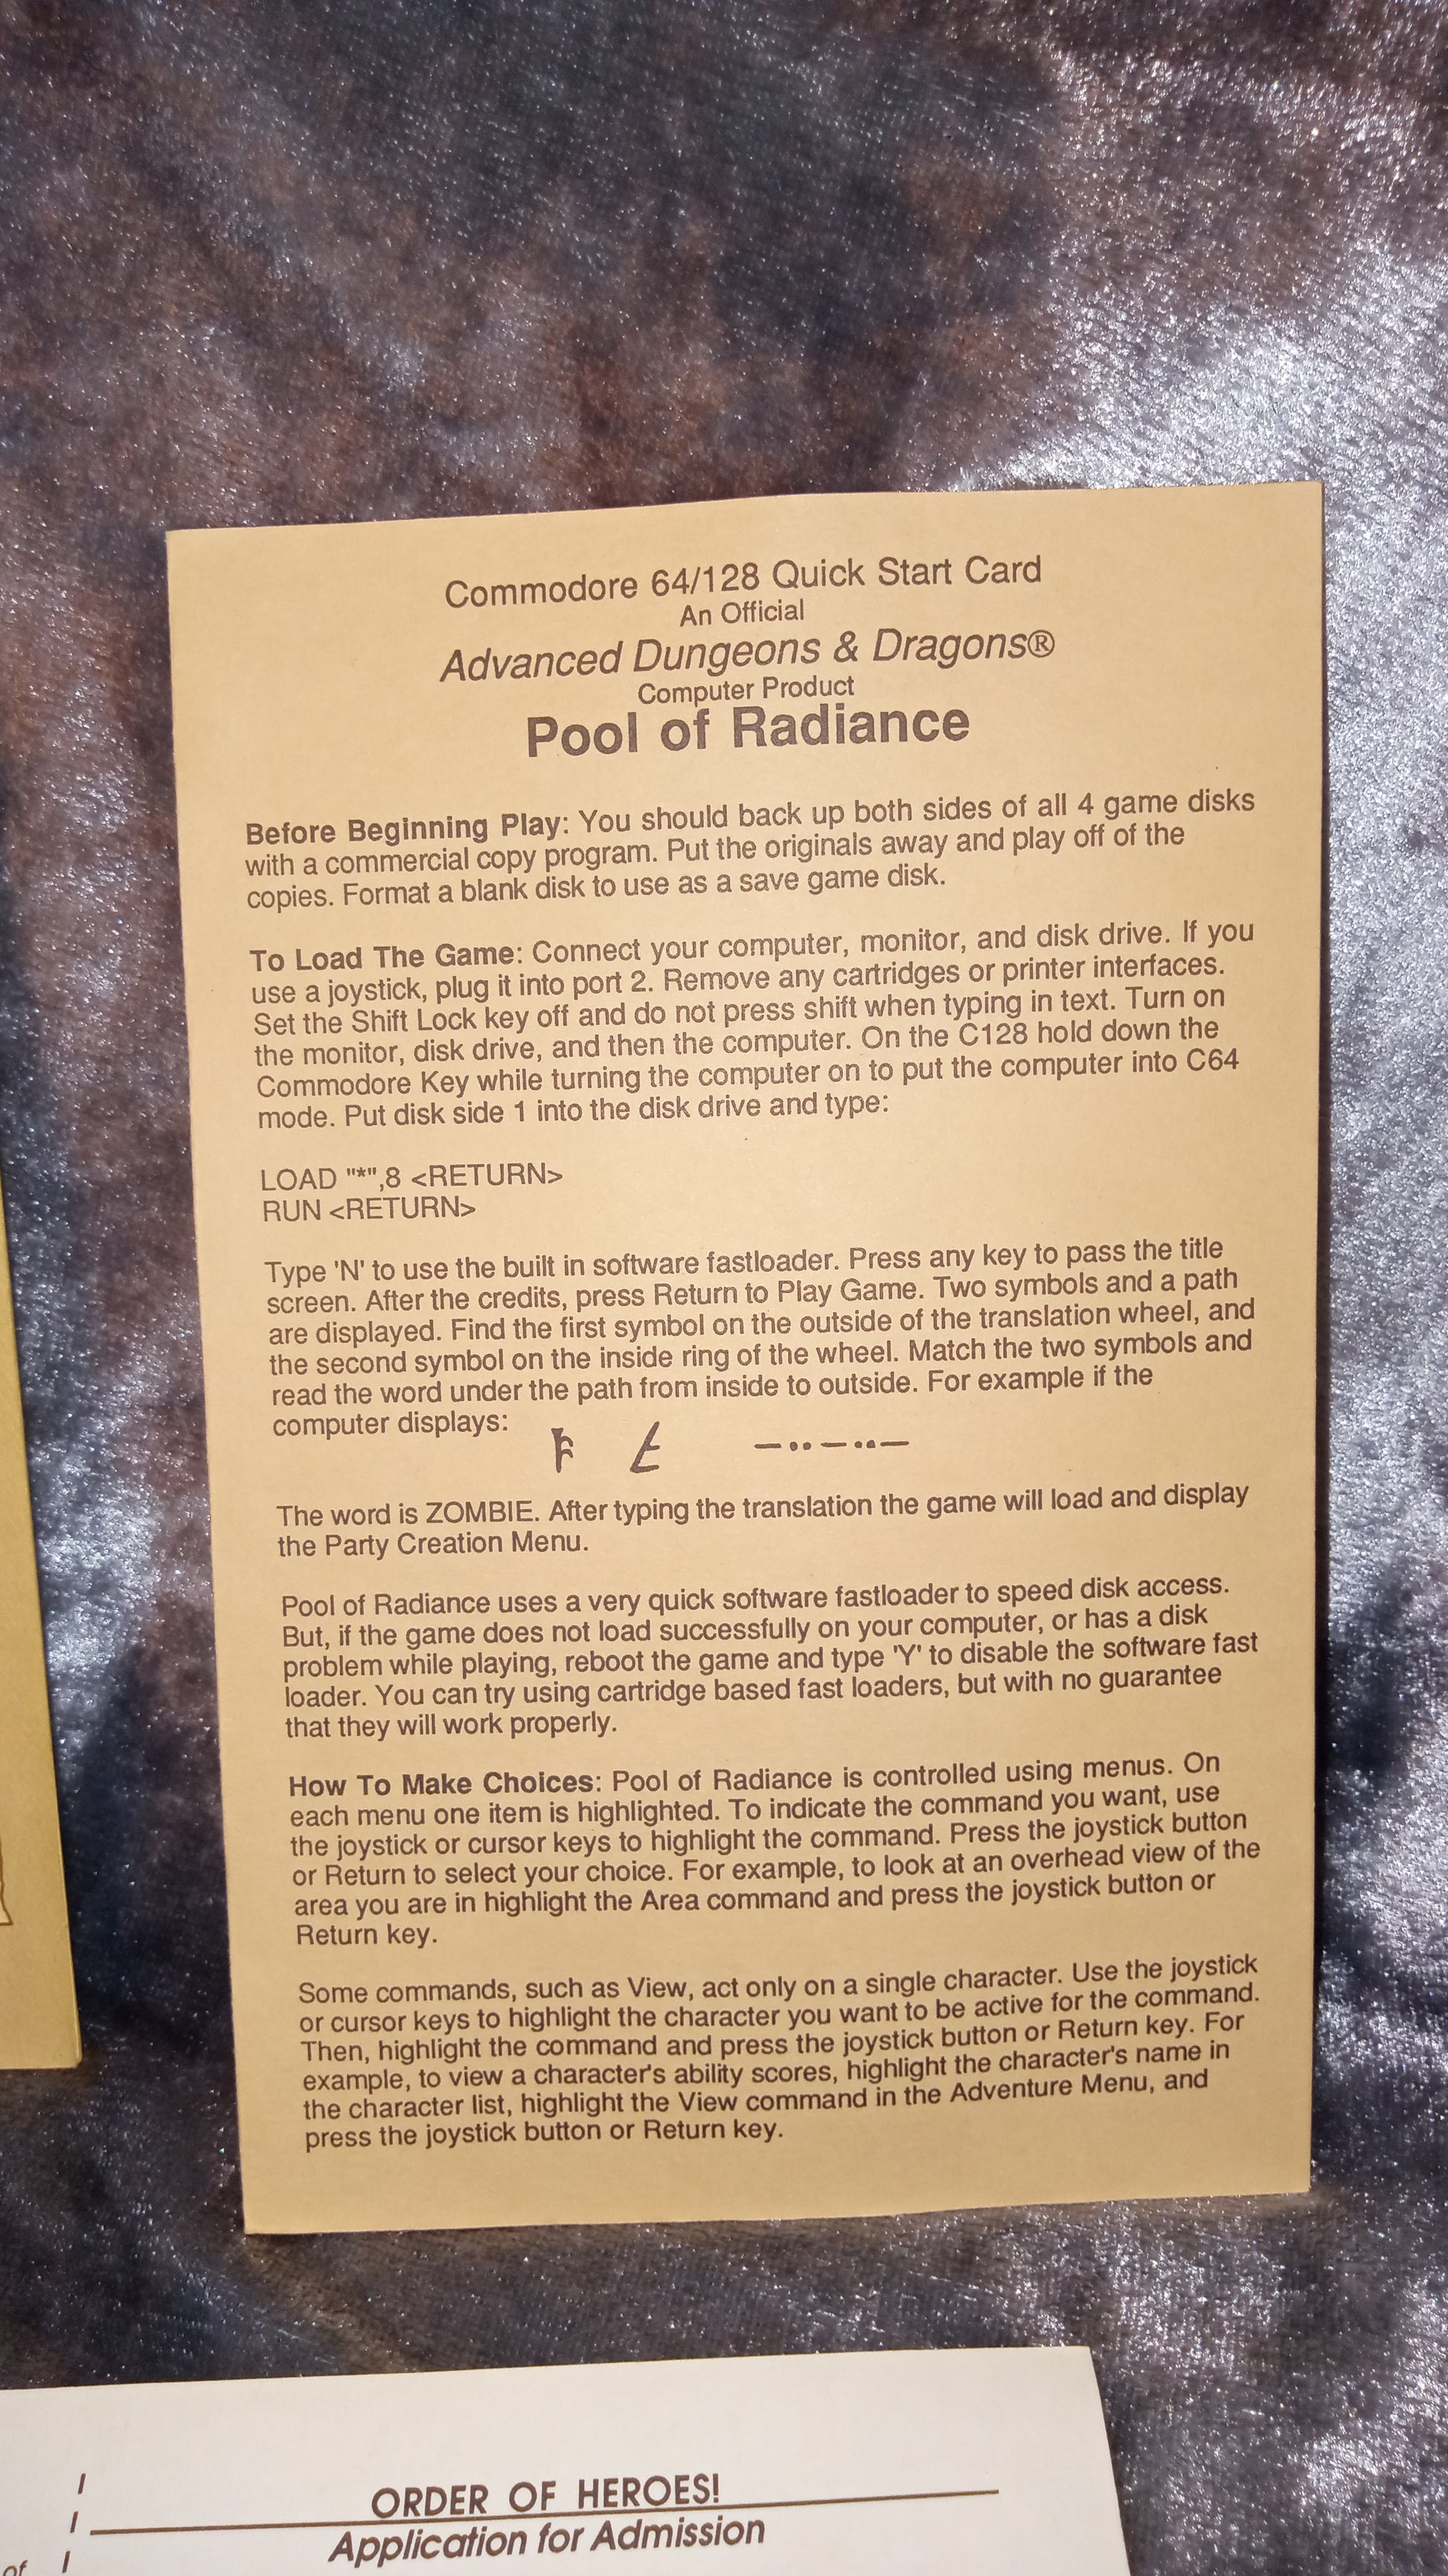 Commodore 64/128 Quick Start Card
An Official
Advanced Dungeons & Dragons®
Computer Product
Pool of Radiance
Before Beginning Play: You should back up both sides of all 4 game disks
with a commercial copy program. Put the originals away and play off of the
copies. Format a blank disk to use as a save game disk.
To Load The Game: Connect your computer, monitor, and disk drive. If you
use a joystick, plug it into port 2. Remove any cartridges or printer interfaces.
Set the Shift Lock key off and do not press shift when typing in text. Turn on
the monitor, disk drive, and then the computer. On the C128 hold down the
Commodore Key while turning the computer on to put the computer into C64
mode. Put disk side 1 into the disk drive and type:
LOAD "*",8 <RETURN>
RUN <RETURN>
Type 'N' to use the built in software fastloader. Press any key to pass the title
screen. After the credits, press Return to Play Game. Two symbols and a path
are displayed. Find the first symbol on the outside of the translation wheel, and
the second symbol on the inside ring of the wheel. Match the two symbols and
read the word under the path from inside to outside. For example if the
computer displays:
The word is ZOMBIE. After typing the translation the game will load and display
the Party Creation Menu.
Pool of Radiance uses a very quick software fastloader to speed disk access.
But, if the game does not load successfully on your computer, or has a disk
problem while playing, reboot the game and type 'Y' to disable the software fast
loader. You can try using cartridge based fast loaders, but with no guarantee
that they will work properly.
How To Make Choices: Pool of Radiance is controlled using menus. On
each menu one item is highlighted. To indicate the command you want, use
the joystick or cursor keys to highlight the command. Press the joystick button
or Return to select your choice. For example, to look at an overhead view of the
area you are in highlight the Area command and press the joystick button or
Return key.
Some commands, such as View, act only on a single character. Use the joystick
or cursor keys to highlight the character you want to be active for the command.
Then, highlight the command and press the joystick button or Return key. For
example, to view a character's ability scores, highlight the character's name in
the character list, highlight the View command in the Adventure Menu, and
press the joystick button or Return key.
ORDER OF HEROES!
Application for Admission
of